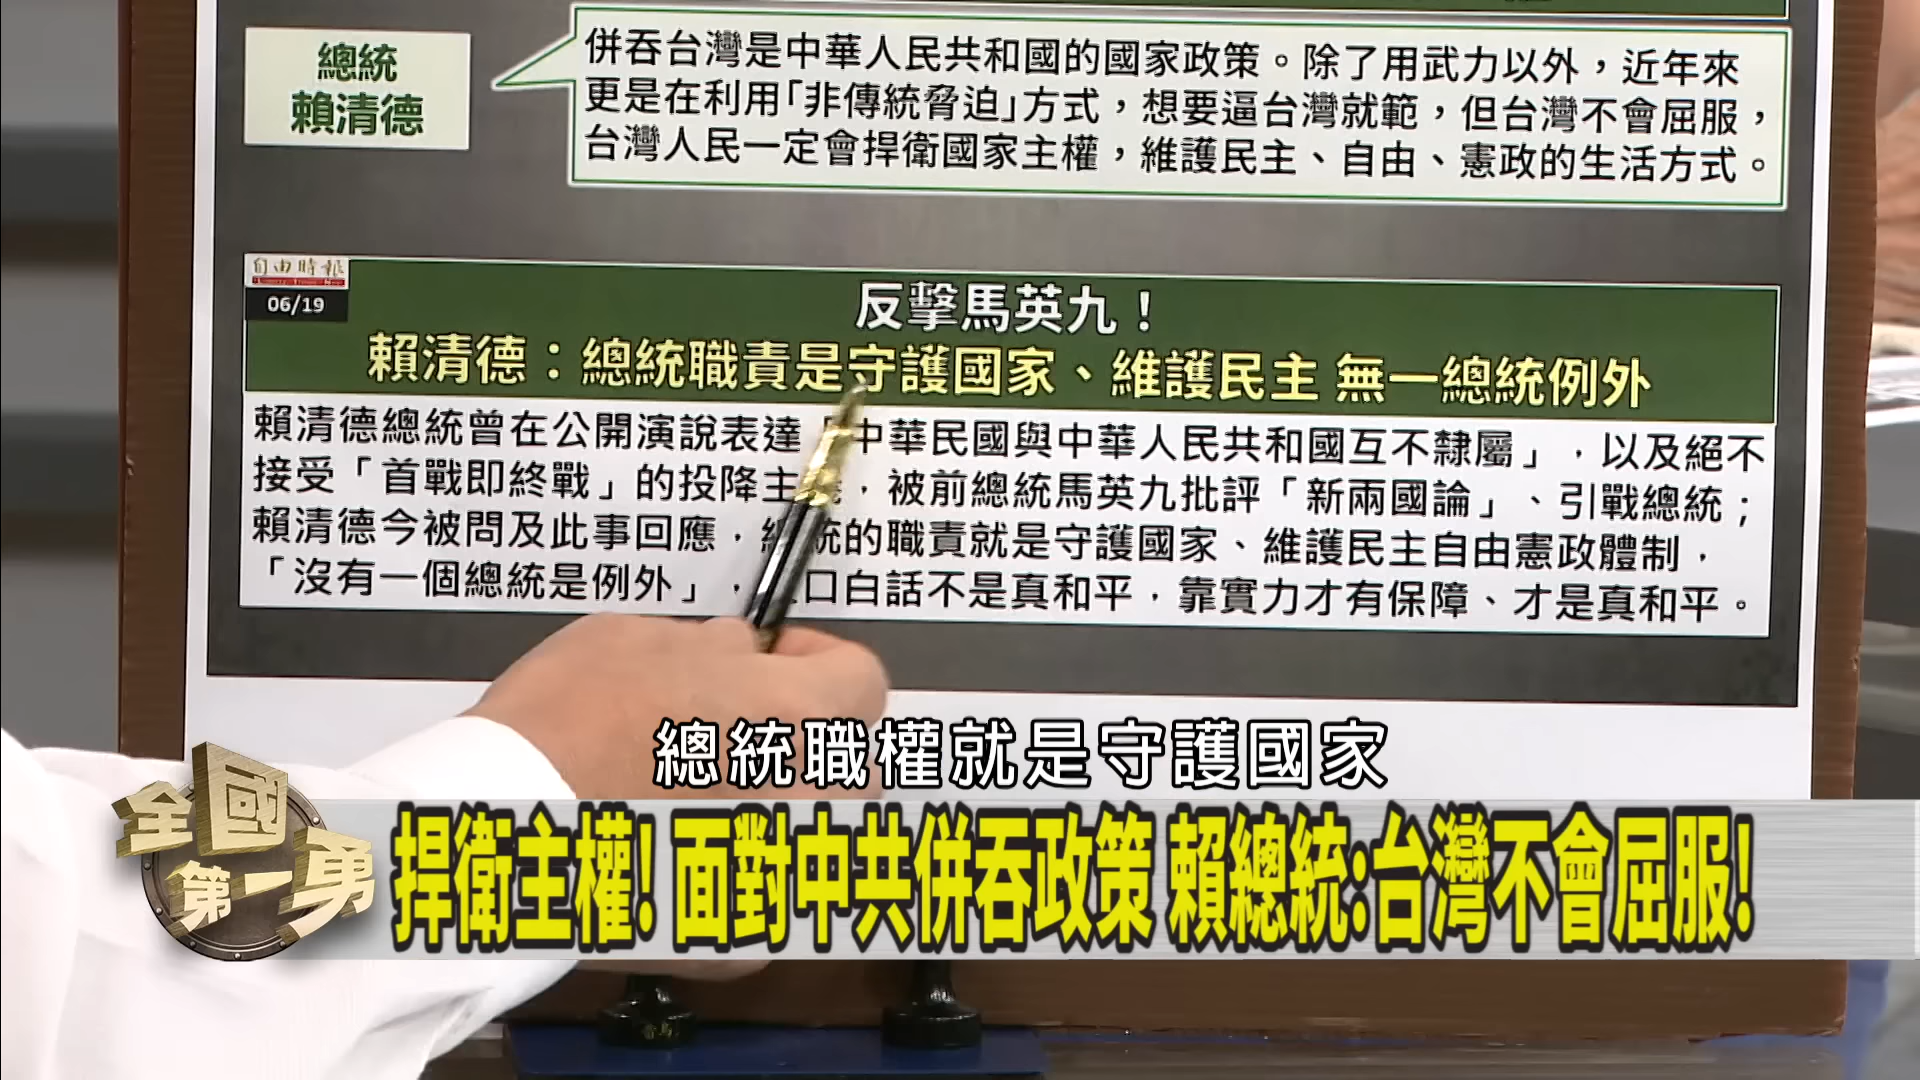 總統
賴清德
併吞台灣是中華人民共和國的國家政策。除了用武力以外，近年來
更是在利用「非傳統脅迫」方式，想要逼台灣就範，但台灣不會屈服，
台灣人民一定會捍衛國家主權，維護民主、自由、憲政的生活方式。
自由時報
06/19
反擊馬英九！
賴清德：總統職責是守護國家、維護民主 無一總統例外
賴清德總統曾在公開演說表達「中華民國與中華人民共和國互不隸屬」，以及絕不
接受「首戰即終戰」的投降主，被前總統馬英九批評「新兩國論」、引戰總統；
賴清德今被問及此事回應，總統的職責就是守護國家、維護民主自由憲政體制，
「沒有一個總統是例外」，口白話不是真和平，靠實力才有保障、才是真和平。
總統職權就是守護國家
全國第一勇
捍衛主權! 面對中共併吞政策 賴總統:台灣不會屈服!